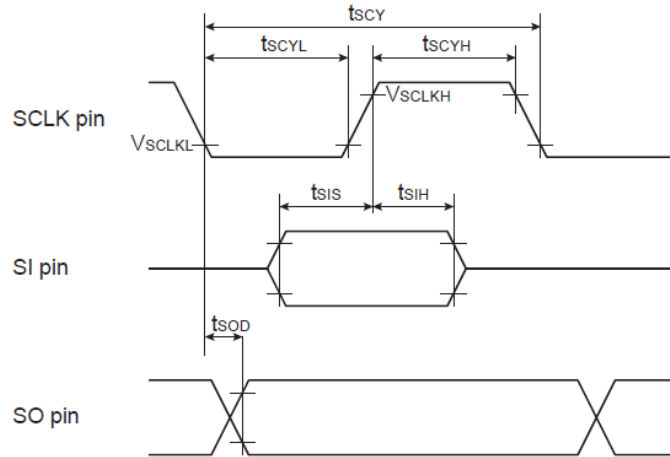 tSCY
tSCYL tSCYH
SCLK pin
VSCLKH
VSCLKL
tSIS tSIH
SI pin
tSOD
SO pin